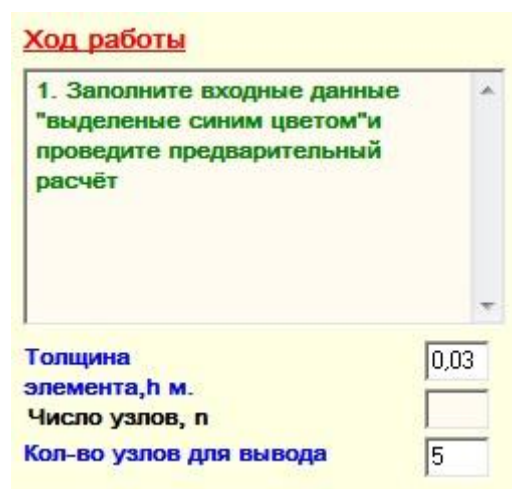 Ход работы
1. Заполните входные данные
"выделеные синим цветом"и
проведите предварительный
расчёт
Толщина
элемента,h м.
0,03
Число узлов, n
Кол-во узлов для вывода
5